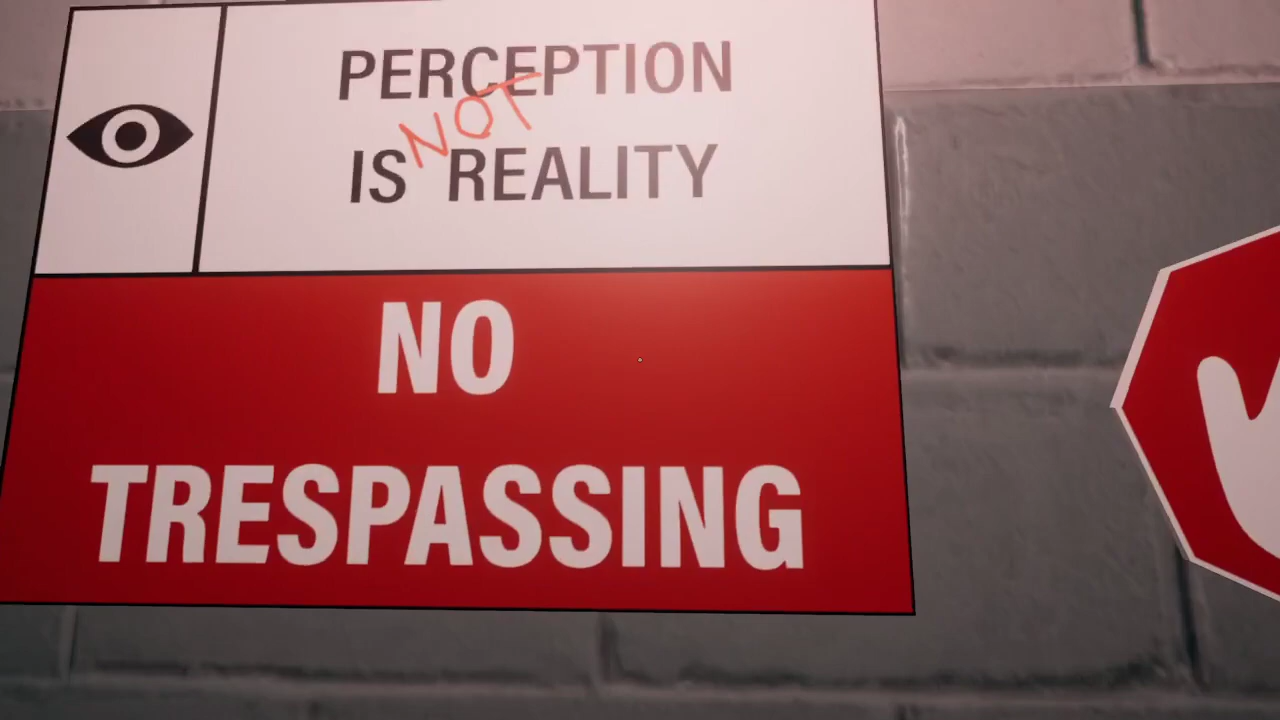 PERCEPTION
NOT
IS REALITY
NO
TRESPASSING